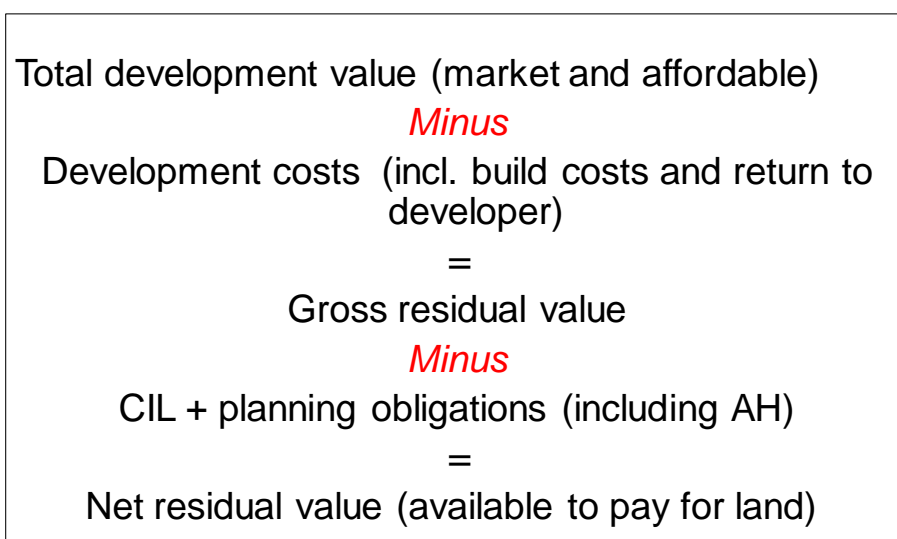 Total development value (market and affordable)
Minus
Development costs (incl. build costs and return to
developer)
=
Gross residual value
Minus
CIL + planning obligations (including AH)
=
Net residual value (available to pay for land)